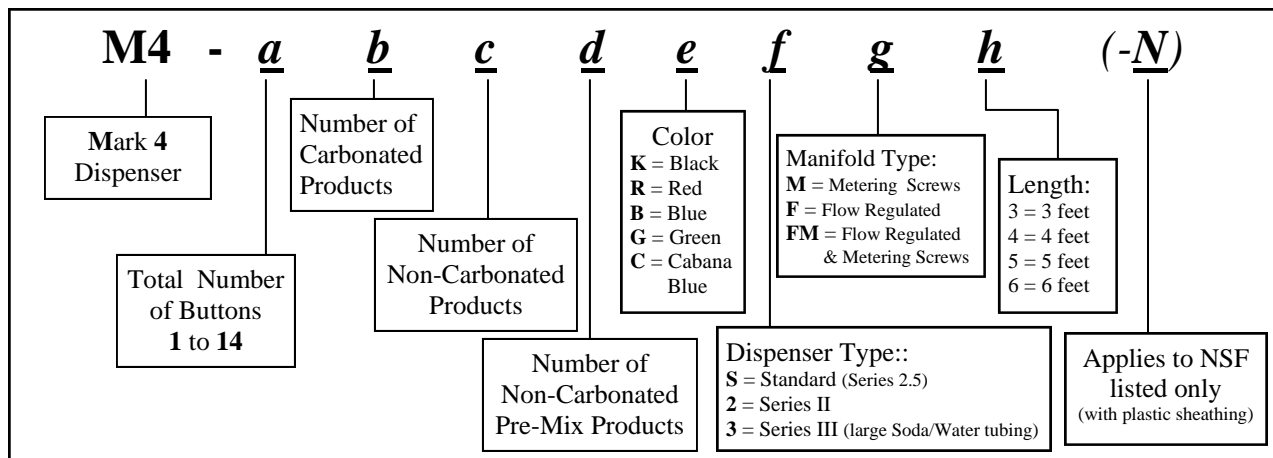 M4 - a b c d e f g h (-N)
Mark 4
Dispenser
Total Number
of Buttons
1 to 14
Number of
Carbonated
Products
Number of
Non-Carbonated
Products
Number of
Non-Carbonated
Pre-Mix Products
Color
K = Black
R = Red
B = Blue
G = Green
C = Cabana
Blue
Dispenser Type::
S = Standard (Series 2.5)
2 = Series II
3 = Series III (large Soda/Water tubing)
Manifold Type:
M = Metering Screws
F = Flow Regulated
FM = Flow Regulated
& Metering Screws
Length:
3 = 3 feet
4 = 4 feet
5 = 5 feet
6 = 6 feet
Applies to NSF
listed only
(with plastic sheathing)